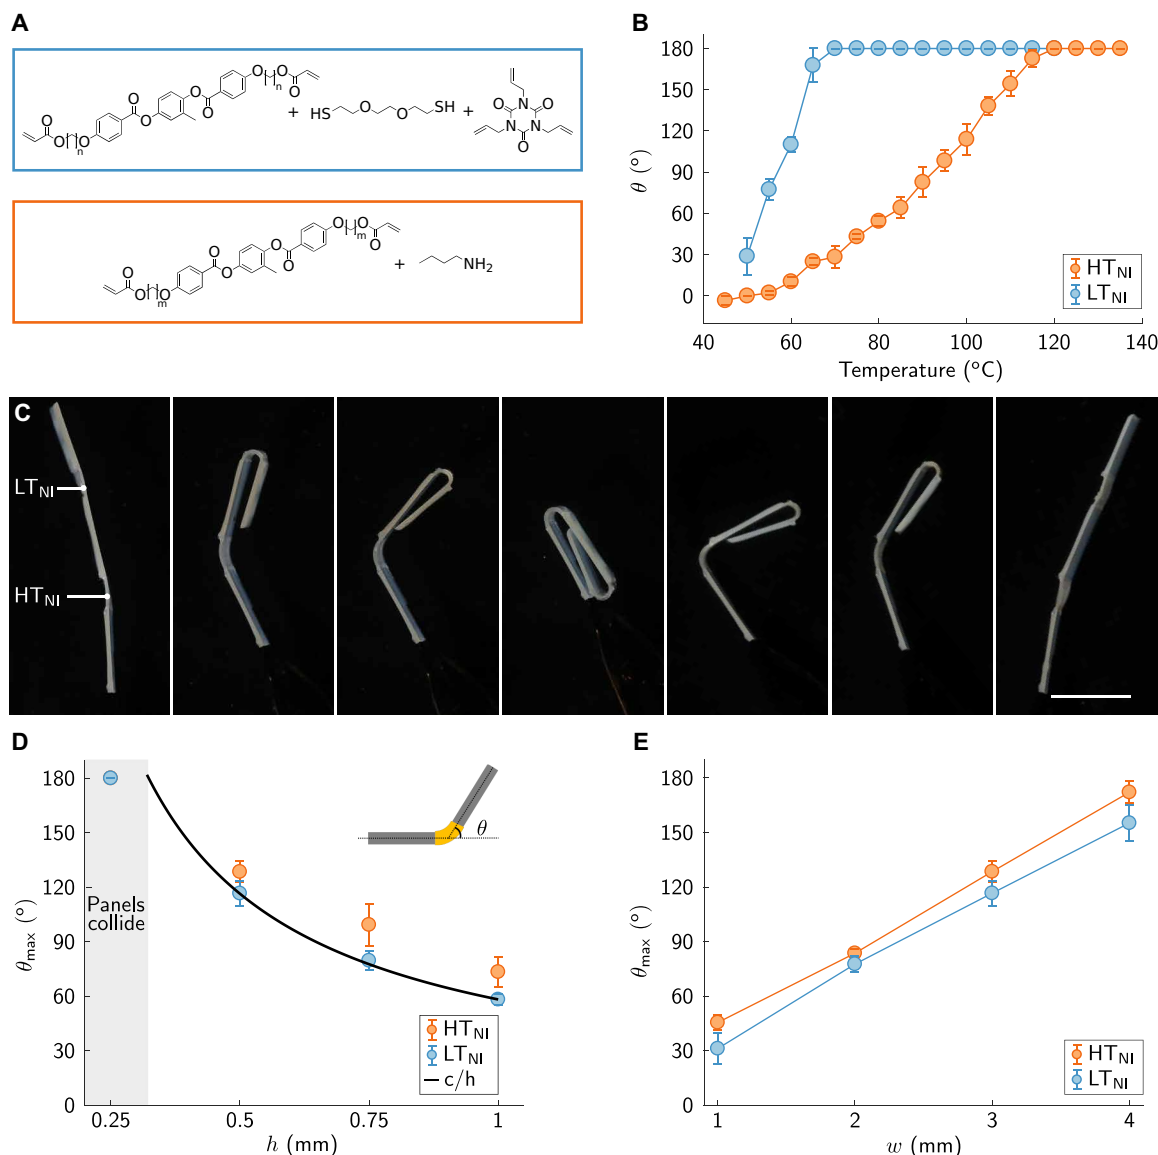 A
O
O
n
O
O
O
O
O
O
O
O
n
+
HS
O
O
SH
+
N
N
N
O
O
O
O
O
m
O
O
O
O
O
O
O
O
m
+
NH2
B
θ (°)
180
150
120
90
60
30
0
HTNI
LTNI
40
60
80
100
120
140
Temperature (°C)
C
LTNI
HTNI
D
θmax (°)
180
150
120
90
60
30
0
Panels
collide
θ
HTNI
LTNI
c/h
0.25
0.5
0.75
1
h (mm)
E
θmax (°)
180
150
120
90
60
30
0
HTNI
LTNI
1
2
3
4
w (mm)